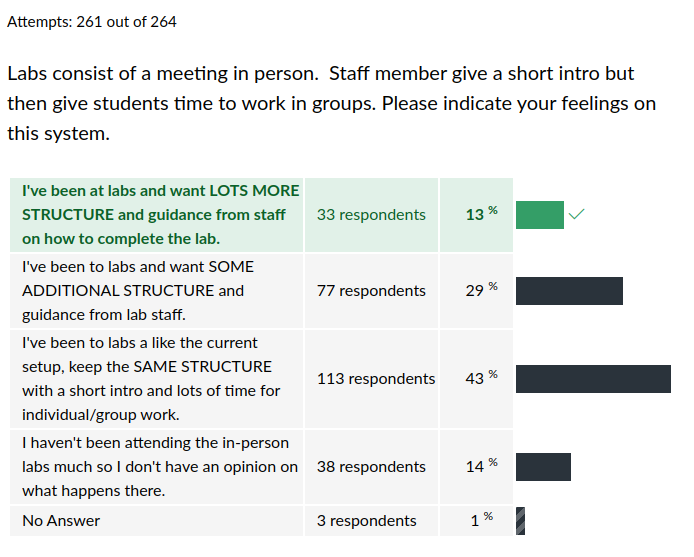 Attempts: 261 out of 264
Labs consist of a meeting in person.  Staff member give a short intro but
then give students time to work in groups. Please indicate your feelings on
this system.
I've been at labs and want LOTS MORE
STRUCTURE and guidance from staff
on how to complete the lab.
33 respondents
13 %
I've been to labs and want SOME
ADDITIONAL STRUCTURE and
guidance from lab staff.
77 respondents
29 %
I've been to labs a like the current
setup, keep the SAME STRUCTURE
with a short intro and lots of time for
individual/group work.
113 respondents
43 %
I haven't been attending the in-person
labs much so I don't have an opinion on
what happens there.
38 respondents
14 %
No Answer
3 respondents
1 %